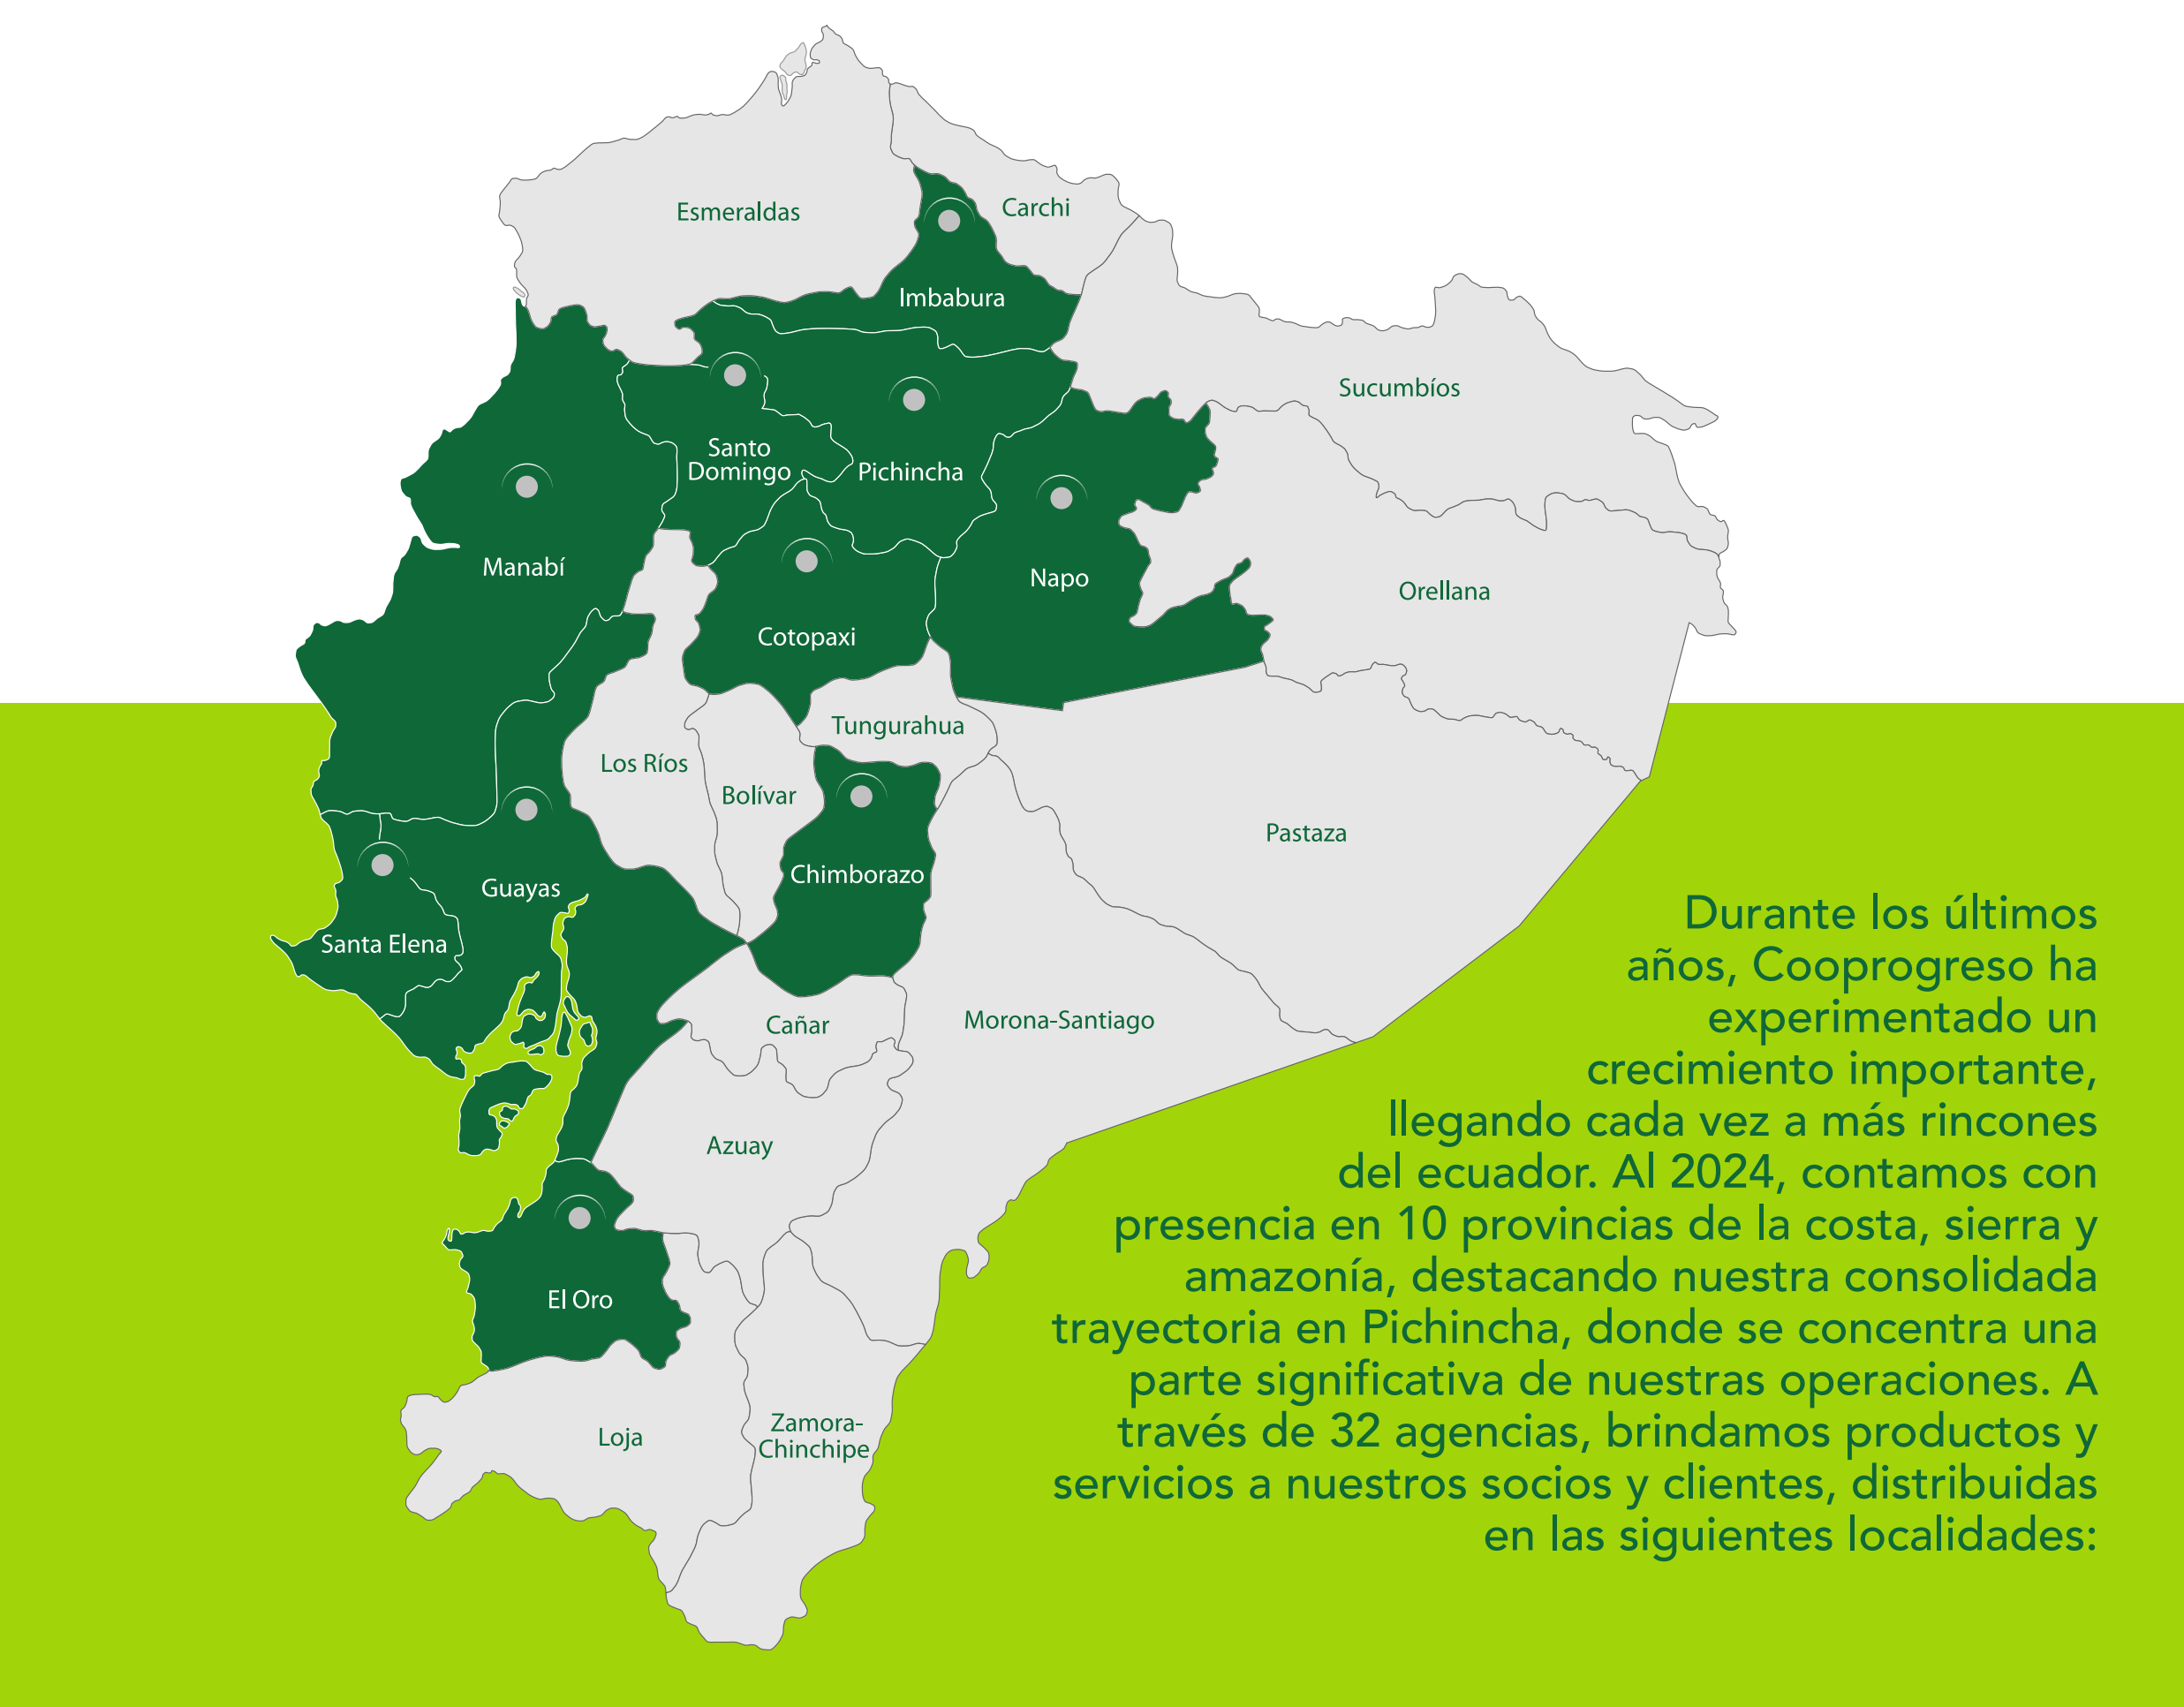 Esmeraldas
Carchi
Imbabura
Sucumbíos
Santo
Domingo
Pichincha
Manabí
Napo
Orellana
Cotopaxi
Tungurahua
Los Ríos
Bolívar
Pastaza
Chimborazo
Guayas
Santa Elena
Cañar
Morona-Santiago
Azuay
El Oro
Loja
Zamora-
Chinchipe
Durante los últimos
años, Cooprogreso ha
experimentado un
crecimiento importante,
llegando cada vez a más rincones
del ecuador. Al 2024, contamos con
presencia en 10 provincias de la costa, sierra y
amazonía, destacando nuestra consolidada
trayectoria en Pichincha, donde se concentra una
parte significativa de nuestras operaciones. A
través de 32 agencias, brindamos productos y
servicios a nuestros socios y clientes, distribuidas
en las siguientes localidades: